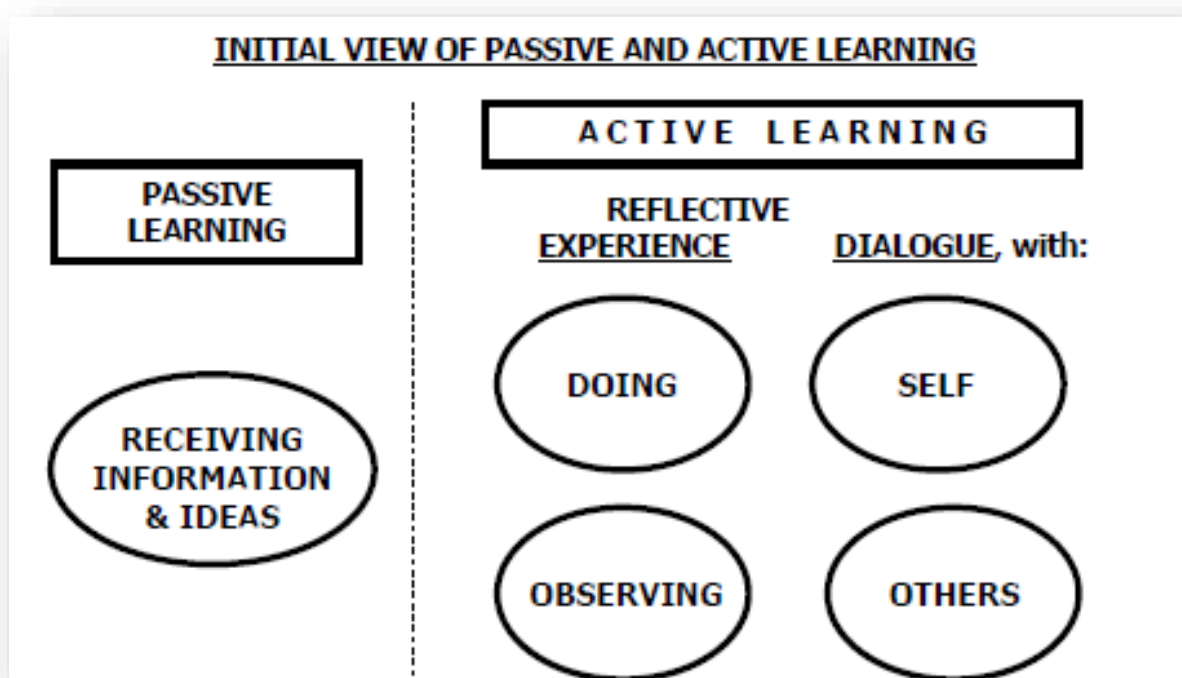 INITIAL VIEW OF PASSIVE AND ACTIVE LEARNING
PASSIVE
LEARNING
RECEIVING
INFORMATION
& IDEAS
ACTIVE LEARNING
REFLECTIVE
EXPERIENCE DIALOGUE, with:
DOING
SELF
OBSERVING
OTHERS